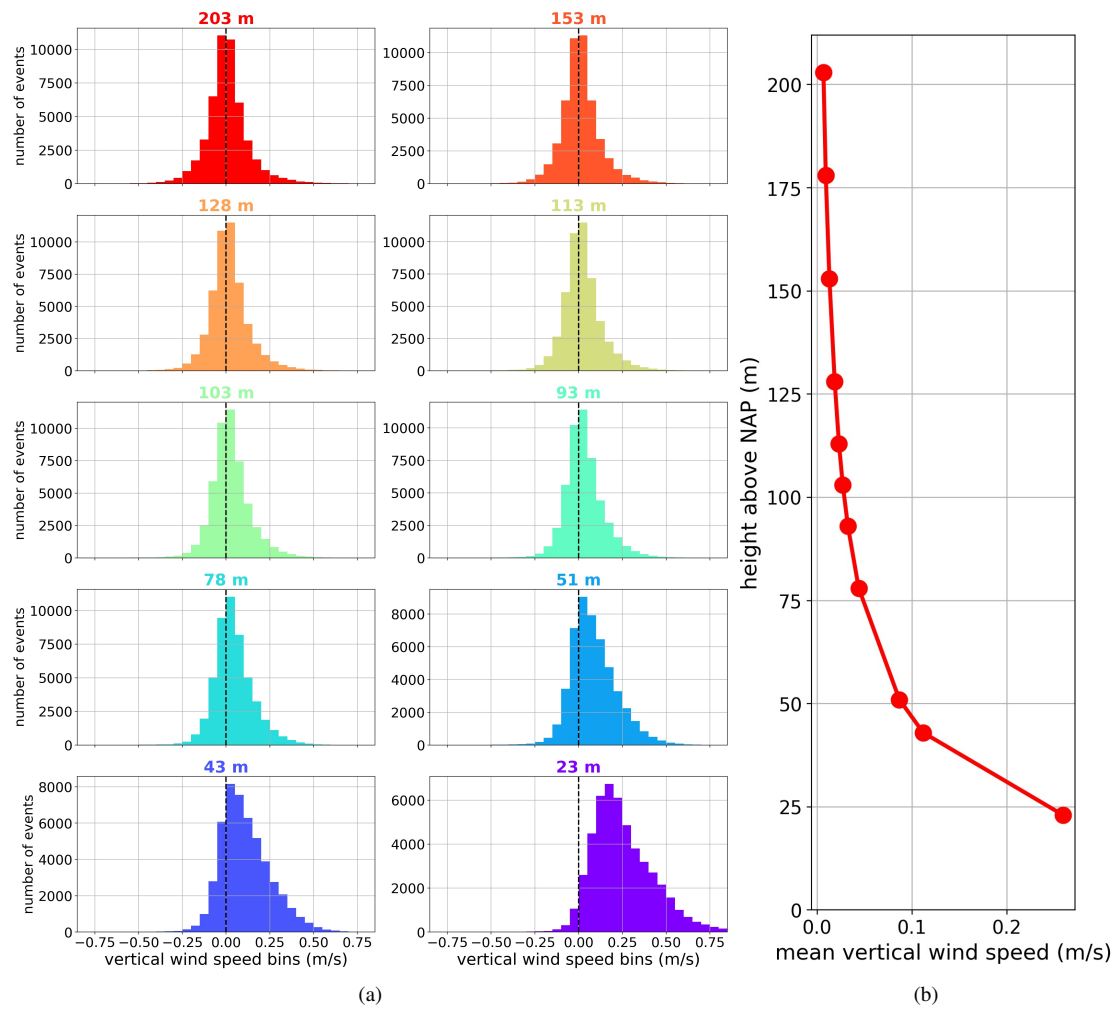 203 m
153 m
number of events
10000
7500
5000
2500
0
10000
7500
5000
2500
0
128 m
113 m
number of events
10000
7500
5000
2500
0
10000
7500
5000
2500
0
103 m
93 m
number of events
10000
7500
5000
2500
0
10000
7500
5000
2500
0
78 m
51 m
number of events
10000
7500
5000
2500
0
8000
6000
4000
2000
0
43 m
23 m
number of events
8000
6000
4000
2000
0
6000
4000
2000
0
−0.75 −0.50 −0.25 0.00 0.25 0.50 0.75
−0.75 −0.50 −0.25 0.00 0.25 0.50 0.75
vertical wind speed bins (m/s)
vertical wind speed bins (m/s)
(a)
height above NAP (m)
200
175
150
125
100
75
50
25
0
0.0 0.1 0.2
mean vertical wind speed (m/s)
(b)